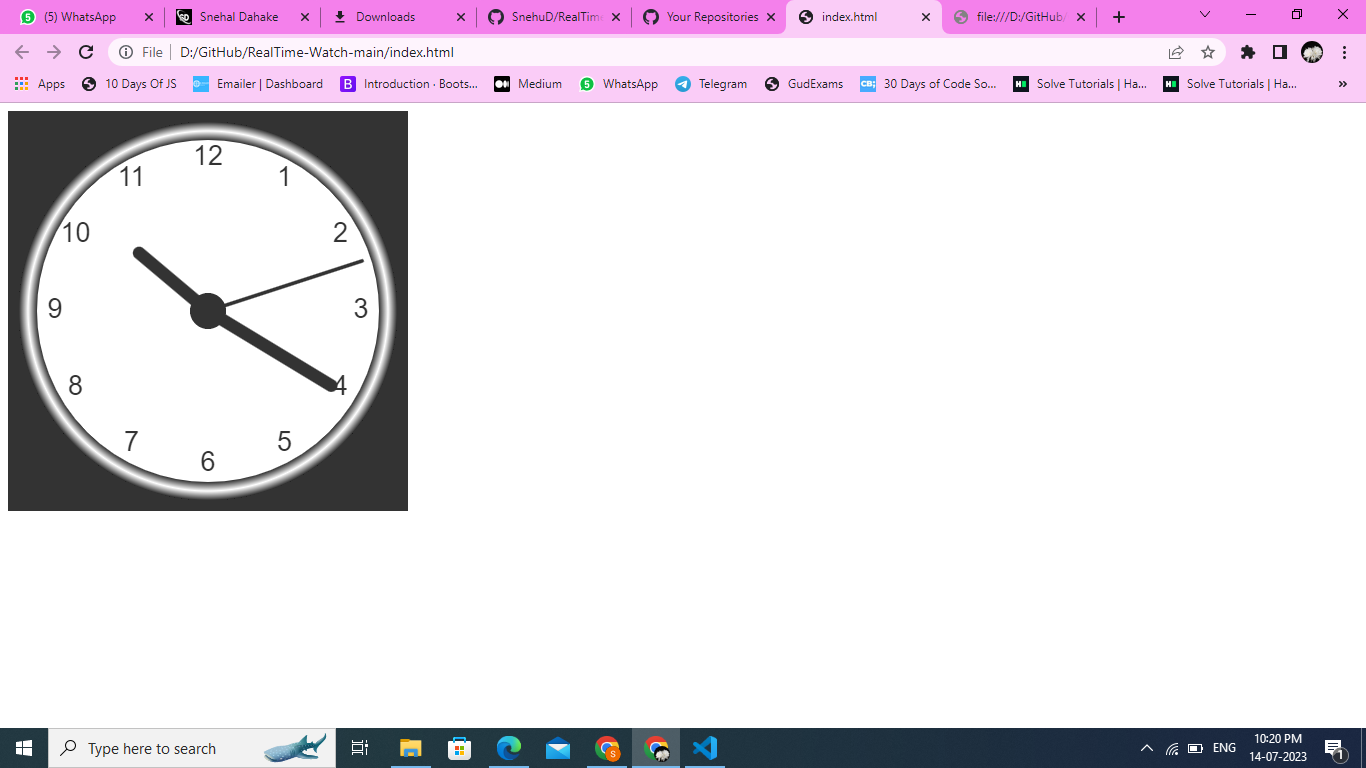 (5) WhatsApp
Snehal Dahake
Downloads
SnehuD/RealTim
Your Repositories
index.html
file:///D:/GitHub/
File
D:/GitHub/RealTime-Watch-main/index.html
Apps
10 Days Of JS
Emailer | Dashboard
Introduction · Boots...
Medium
WhatsApp
Telegram
GudExams
30 Days of Code So...
Solve Tutorials | Ha...
Solve Tutorials | Ha...
12
11
1
10
2
9
3
8
4
7
5
6
Type here to search
ENG
10:20 PM
14-07-2023
1